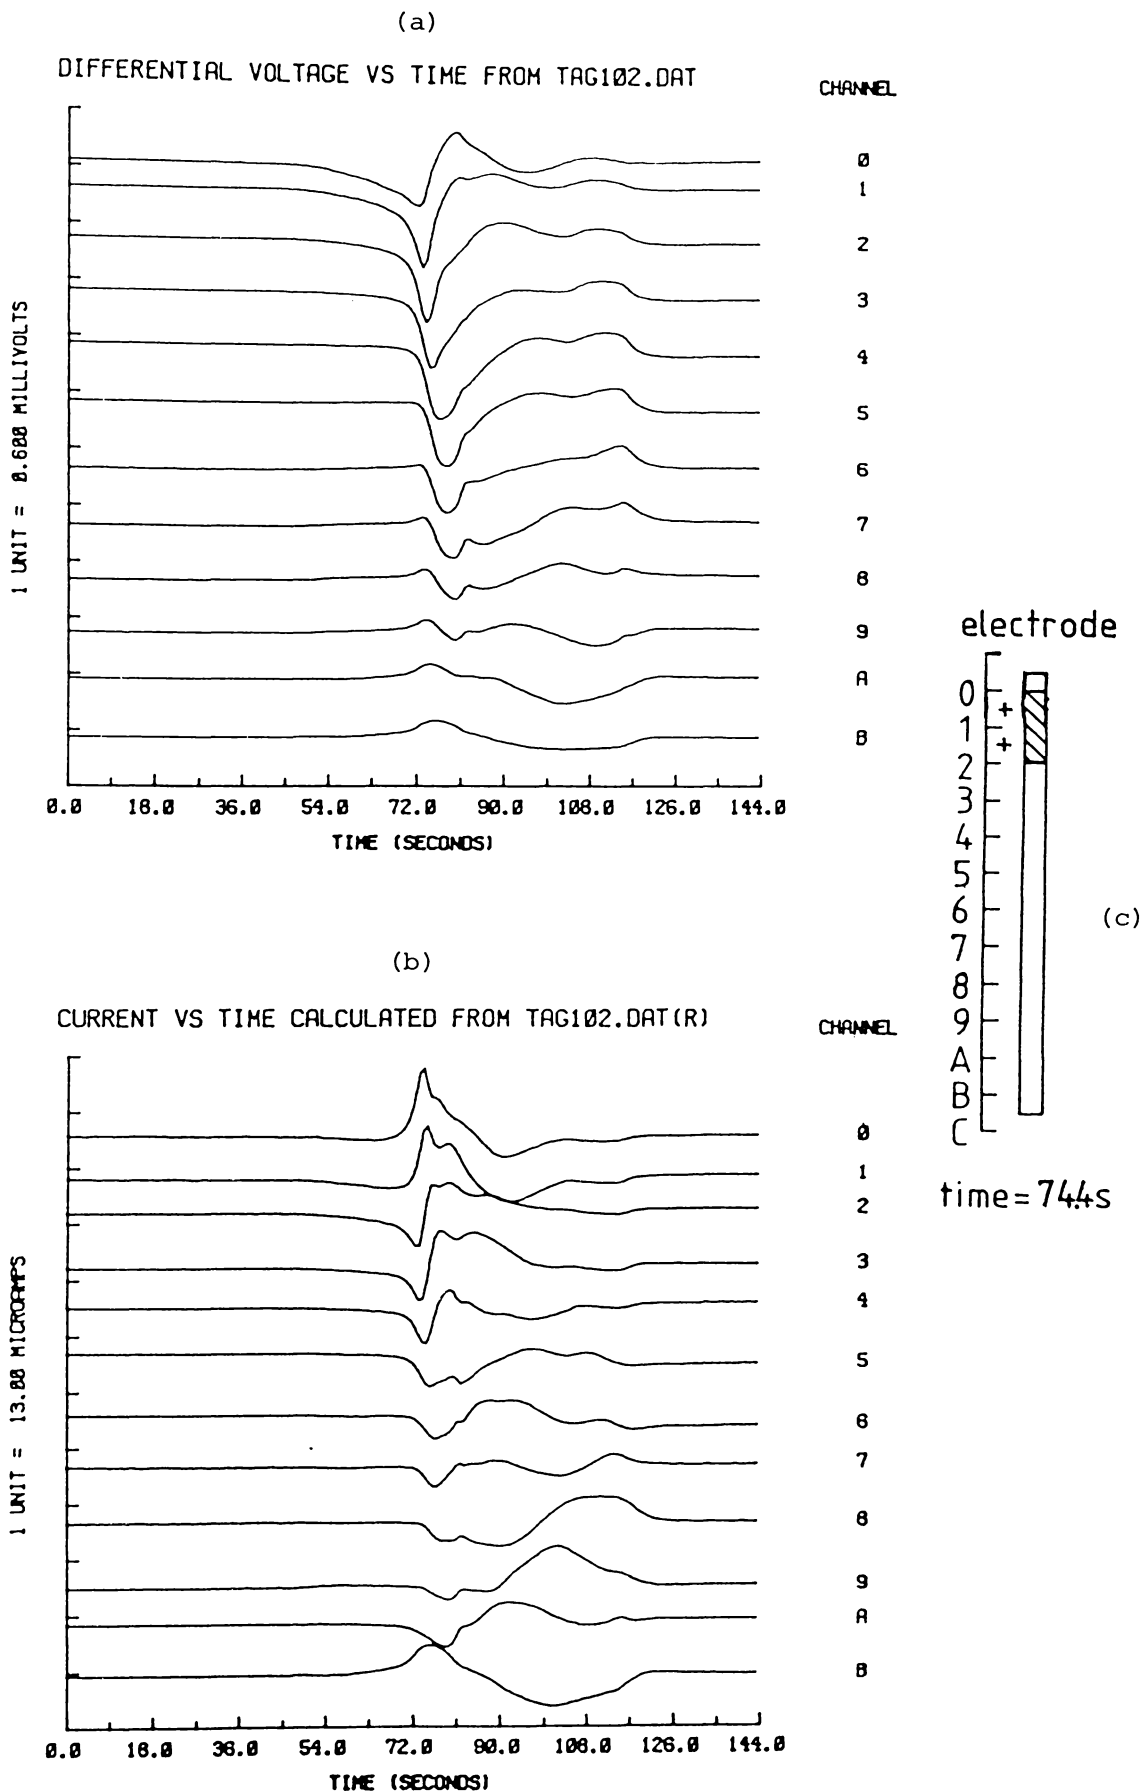 (a)
DIFFERENTIAL VOLTAGE VS TIME FROM TAG102.DAT
CHANNEL
0
1
2
3
4
5
6
7
8
9
A
B
1 UNIT = 0.600 MILLIVOLTS
0.0 18.0 36.0 54.0 72.0 90.0 108.0 126.0 144.0
TIME (SECONDS)
electrode
0
1
2
3
4
5
6
7
8
9
A
B
C
+
+
(c)
time = 74.4s
(b)
CURRENT VS TIME CALCULATED FROM TAG102.DAT(R)
CHANNEL
0
1
2
3
4
5
6
7
8
9
A
B
1 UNIT = 13.00 MICROAMPS
0.0 18.0 36.0 54.0 72.0 90.0 108.0 126.0 144.0
TIME (SECONDS)